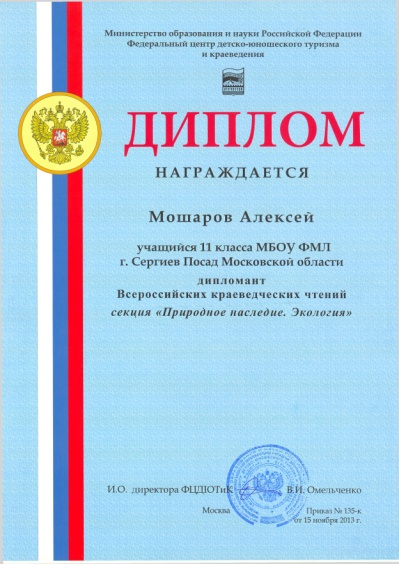 Министерство образования и науки Российской Федерации
Федеральный центр детско-юношеского туризма
и краеведения
ДИПЛОМ
НАГРАЖДАЕТСЯ
Мошаров Алексей
учащийся 11 класса МБОУ ФМЛ
г. Сергиев Посад Московской области
дипломант
Всероссийских краеведческих чтений
секция «Природное наследие. Экология»
И.О. директора ФЦДЮТиК В.И. Омельченко
Москва Приказ № 135-к
от 15 ноября 2013 г.